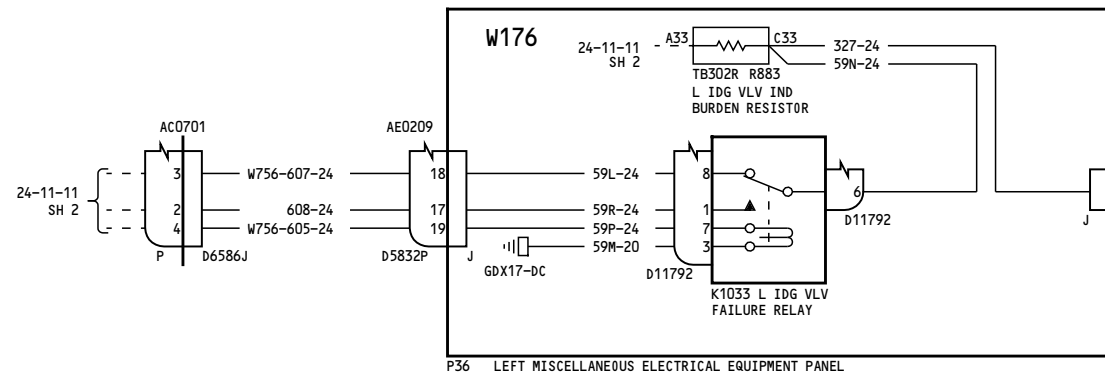 W176
24-11-11
SH 2
A33
C33
327-24
59N-24
TB302R R883
L IDG VLV IND
BURDEN RESISTOR
AC0701
AE0209
24-11-11
SH 2
3
W756-607-24
18
59L-24
8
6
2
608-24
17
59R-24
1
D11792
4
W756-605-24
19
59P-24
7
J
P
D6586J
D5832P
J
59M-20
3
GDX17-DC
D11792
K1033 L IDG VLV
FAILURE RELAY
P36 LEFT MISCELLANEOUS ELECTRICAL EQUIPMENT PANEL